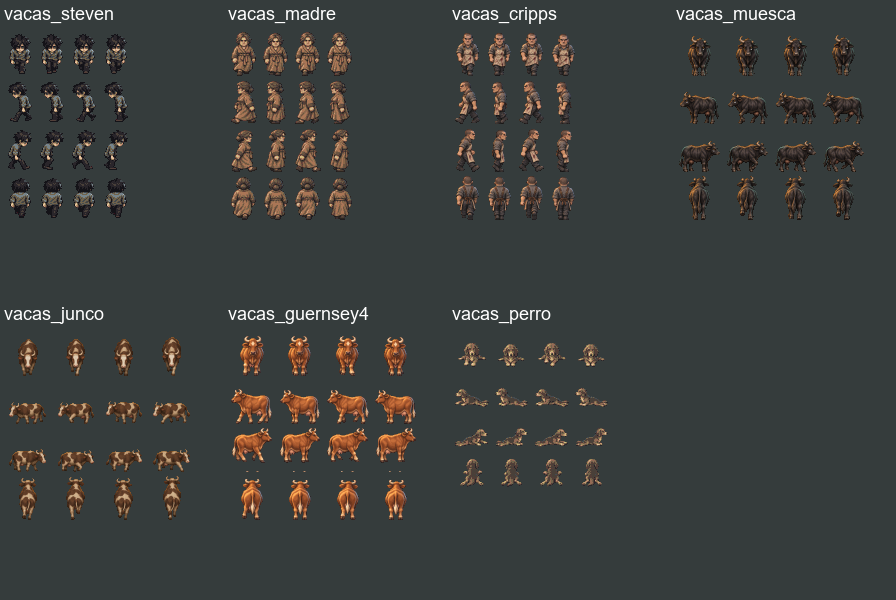 vacas_steven
vacas_madre
vacas_cripps
vacas_muesca
vacas_junco
vacas_guernsey4
vacas_perro